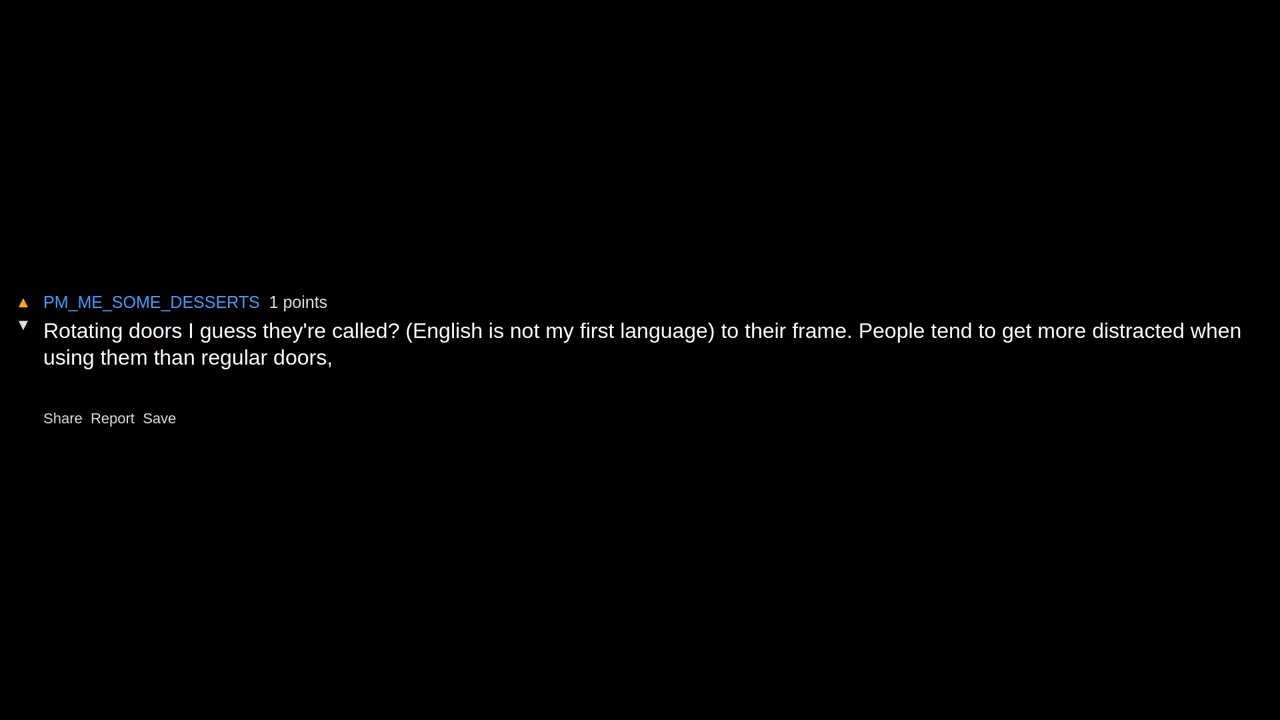 ▲ PM_ME_SOME_DESSERTS 1 points
▼ Rotating doors I guess they're called? (English is not my first language) to their frame. People tend to get more distracted when
using them than regular doors,
Share Report Save